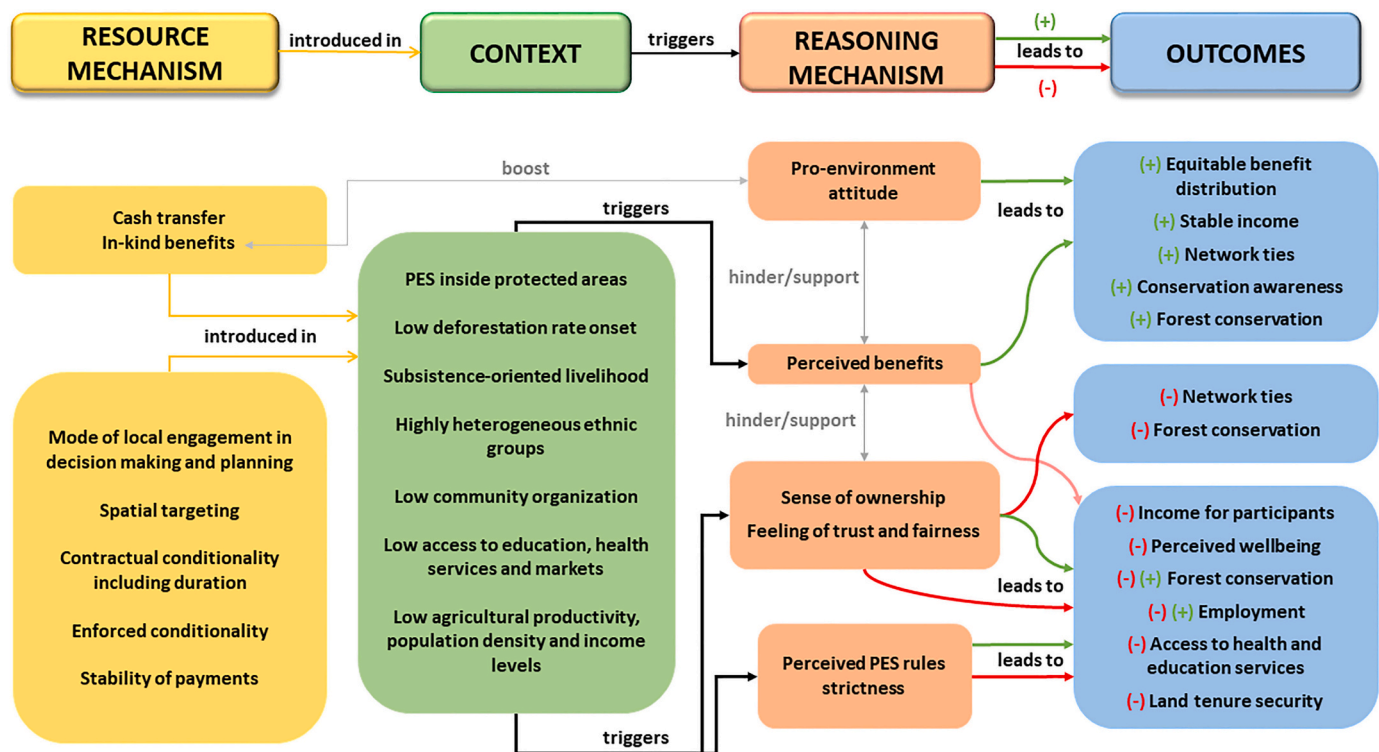 RESOURCE
MECHANISM
introduced in
CONTEXT
triggers
REASONING
MECHANISM
(+)
leads to
(-)
OUTCOMES
Cash transfer
In-kind benefits
boost
introduced in
Mode of local engagement in
decision making and planning
Spatial targeting
Contractual conditionality
including duration
Enforced conditionality
Stability of payments
triggers
PES inside protected areas
Low deforestation rate onset
Subsistence-oriented livelihood
Highly heterogeneous ethnic
groups
Low community organization
Low access to education, health
services and markets
Low agricultural productivity,
population density and income
levels
triggers
Pro-environment
attitude
hinder/support
Perceived benefits
hinder/support
Sense of ownership
Feeling of trust and fairness
Perceived PES rules
strictness
leads to
(+) Equitable benefit
distribution
(+) Stable income
(+) Network ties
(+) Conservation awareness
(+) Forest conservation
(-) Network ties
(-) Forest conservation
leads to
leads to
(-) Income for participants
(-) Perceived wellbeing
(-) (+) Forest conservation
(-) (+) Employment
(-) Access to health and
education services
(-) Land tenure security